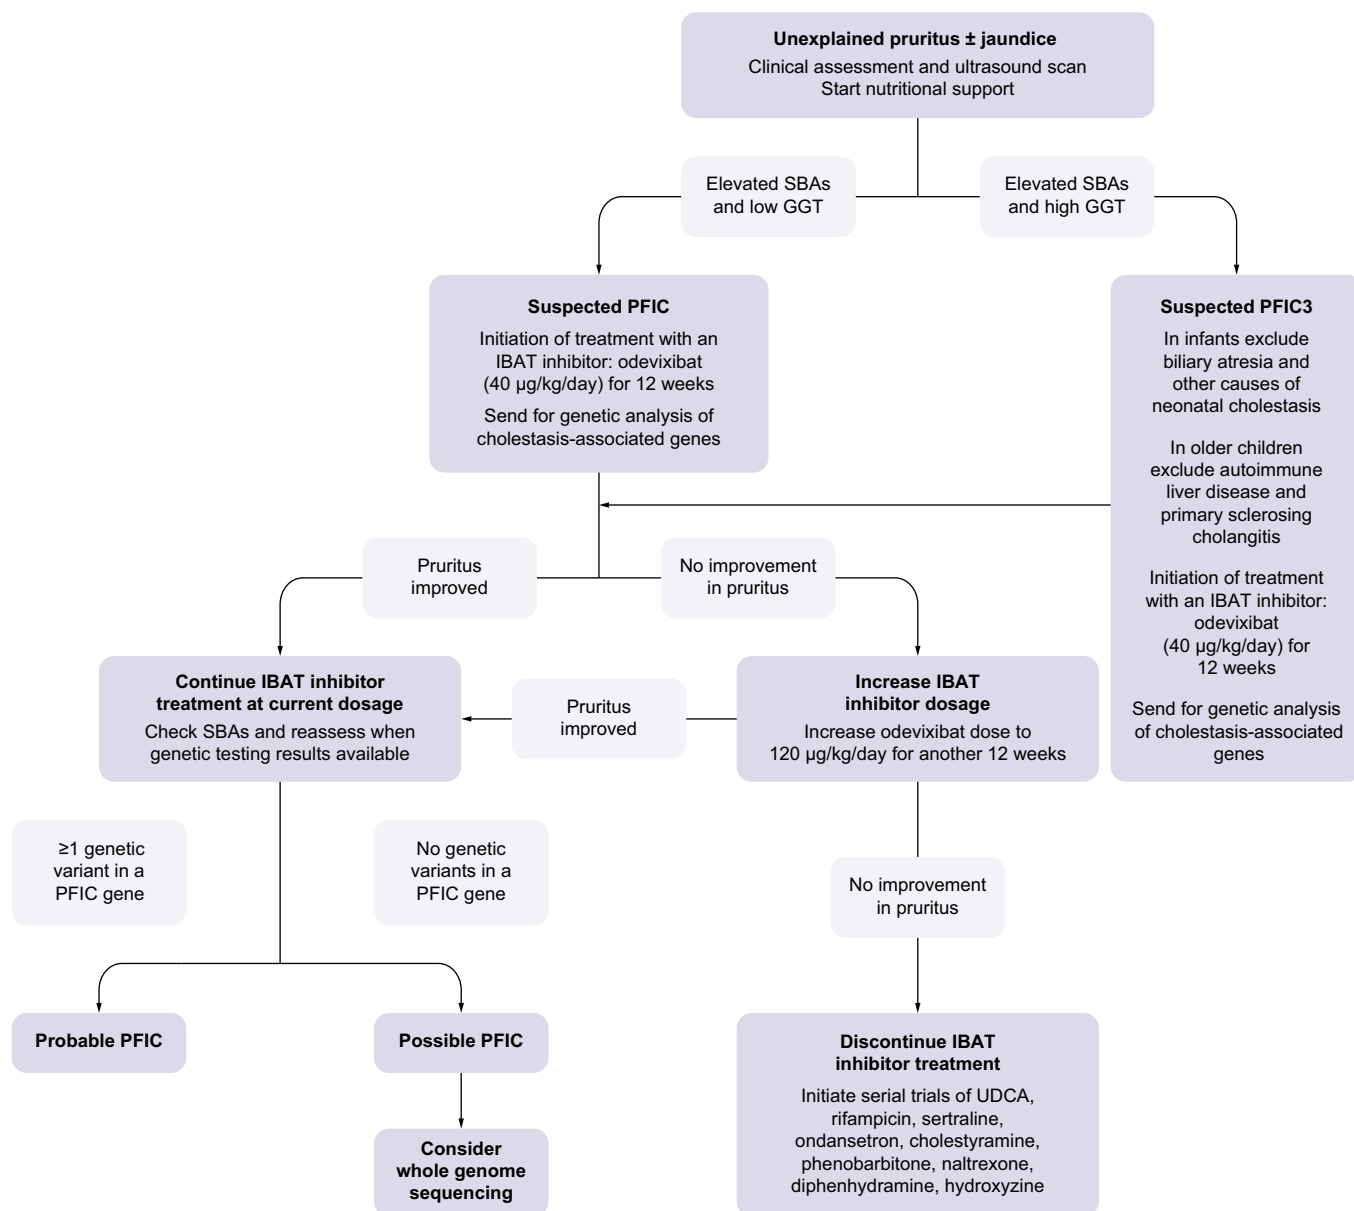 Unexplained pruritus ± jaundice
Clinical assessment and ultrasound scan
Start nutritional support
Elevated SBAs
and low GGT
Elevated SBAs
and high GGT
Suspected PFIC
Initiation of treatment with an
IBAT inhibitor: odevixibat
(40 µg/kg/day) for 12 weeks
Send for genetic analysis of
cholestasis-associated genes
Suspected PFIC3
In infants exclude
biliary atresia and
other causes of
neonatal cholestasis
In older children
exclude autoimmune
liver disease and
primary sclerosing
cholangitis
Initiation of treatment
with an IBAT inhibitor:
odevixibat
(40 µg/kg/day) for
12 weeks
Send for genetic analysis
of cholestasis-associated
genes
Pruritus
improved
No improvement
in pruritus
Continue IBAT inhibitor
treatment at current dosage
Check SBAs and reassess when
genetic testing results available
Pruritus
improved
Increase IBAT
inhibitor dosage
Increase odevixibat dose to
120 µg/kg/day for another 12 weeks
≥1 genetic
variant in a
PFIC gene
No genetic
variants in a
PFIC gene
No improvement
in pruritus
Probable PFIC
Possible PFIC
Consider
whole genome
sequencing
Discontinue IBAT
inhibitor treatment
Initiate serial trials of UDCA,
rifampicin, sertraline,
ondansetron, cholestyramine,
phenobarbitone, naltrexone,
diphenhydramine, hydroxyzine